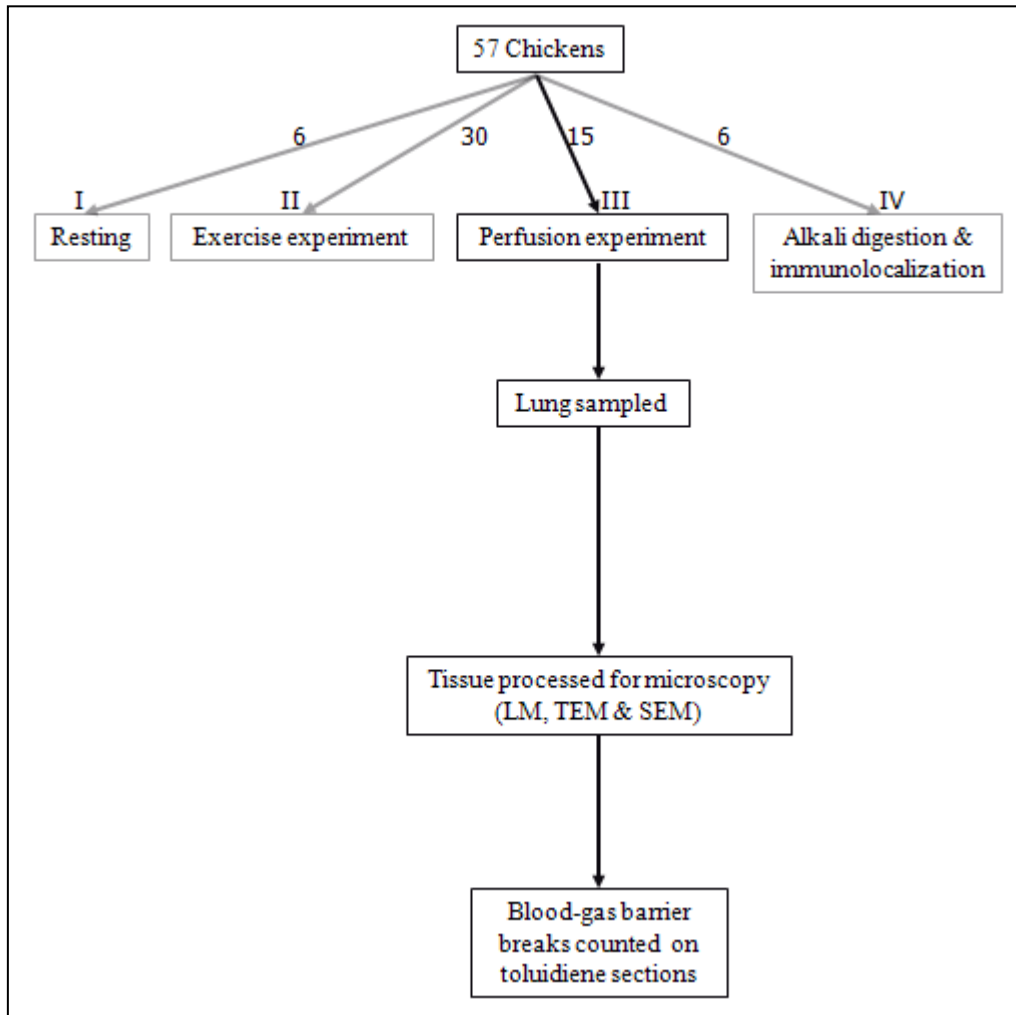 57 Chickens
6
30
15
6
I
II
III
IV
Resting
Exercise experiment
Perfusion experiment
Alkali digestion &
immunolocalization
Lung sampled
Tissue processed for microscopy
(LM, TEM & SEM)
Blood-gas barrier
breaks counted on
toluidiene sections